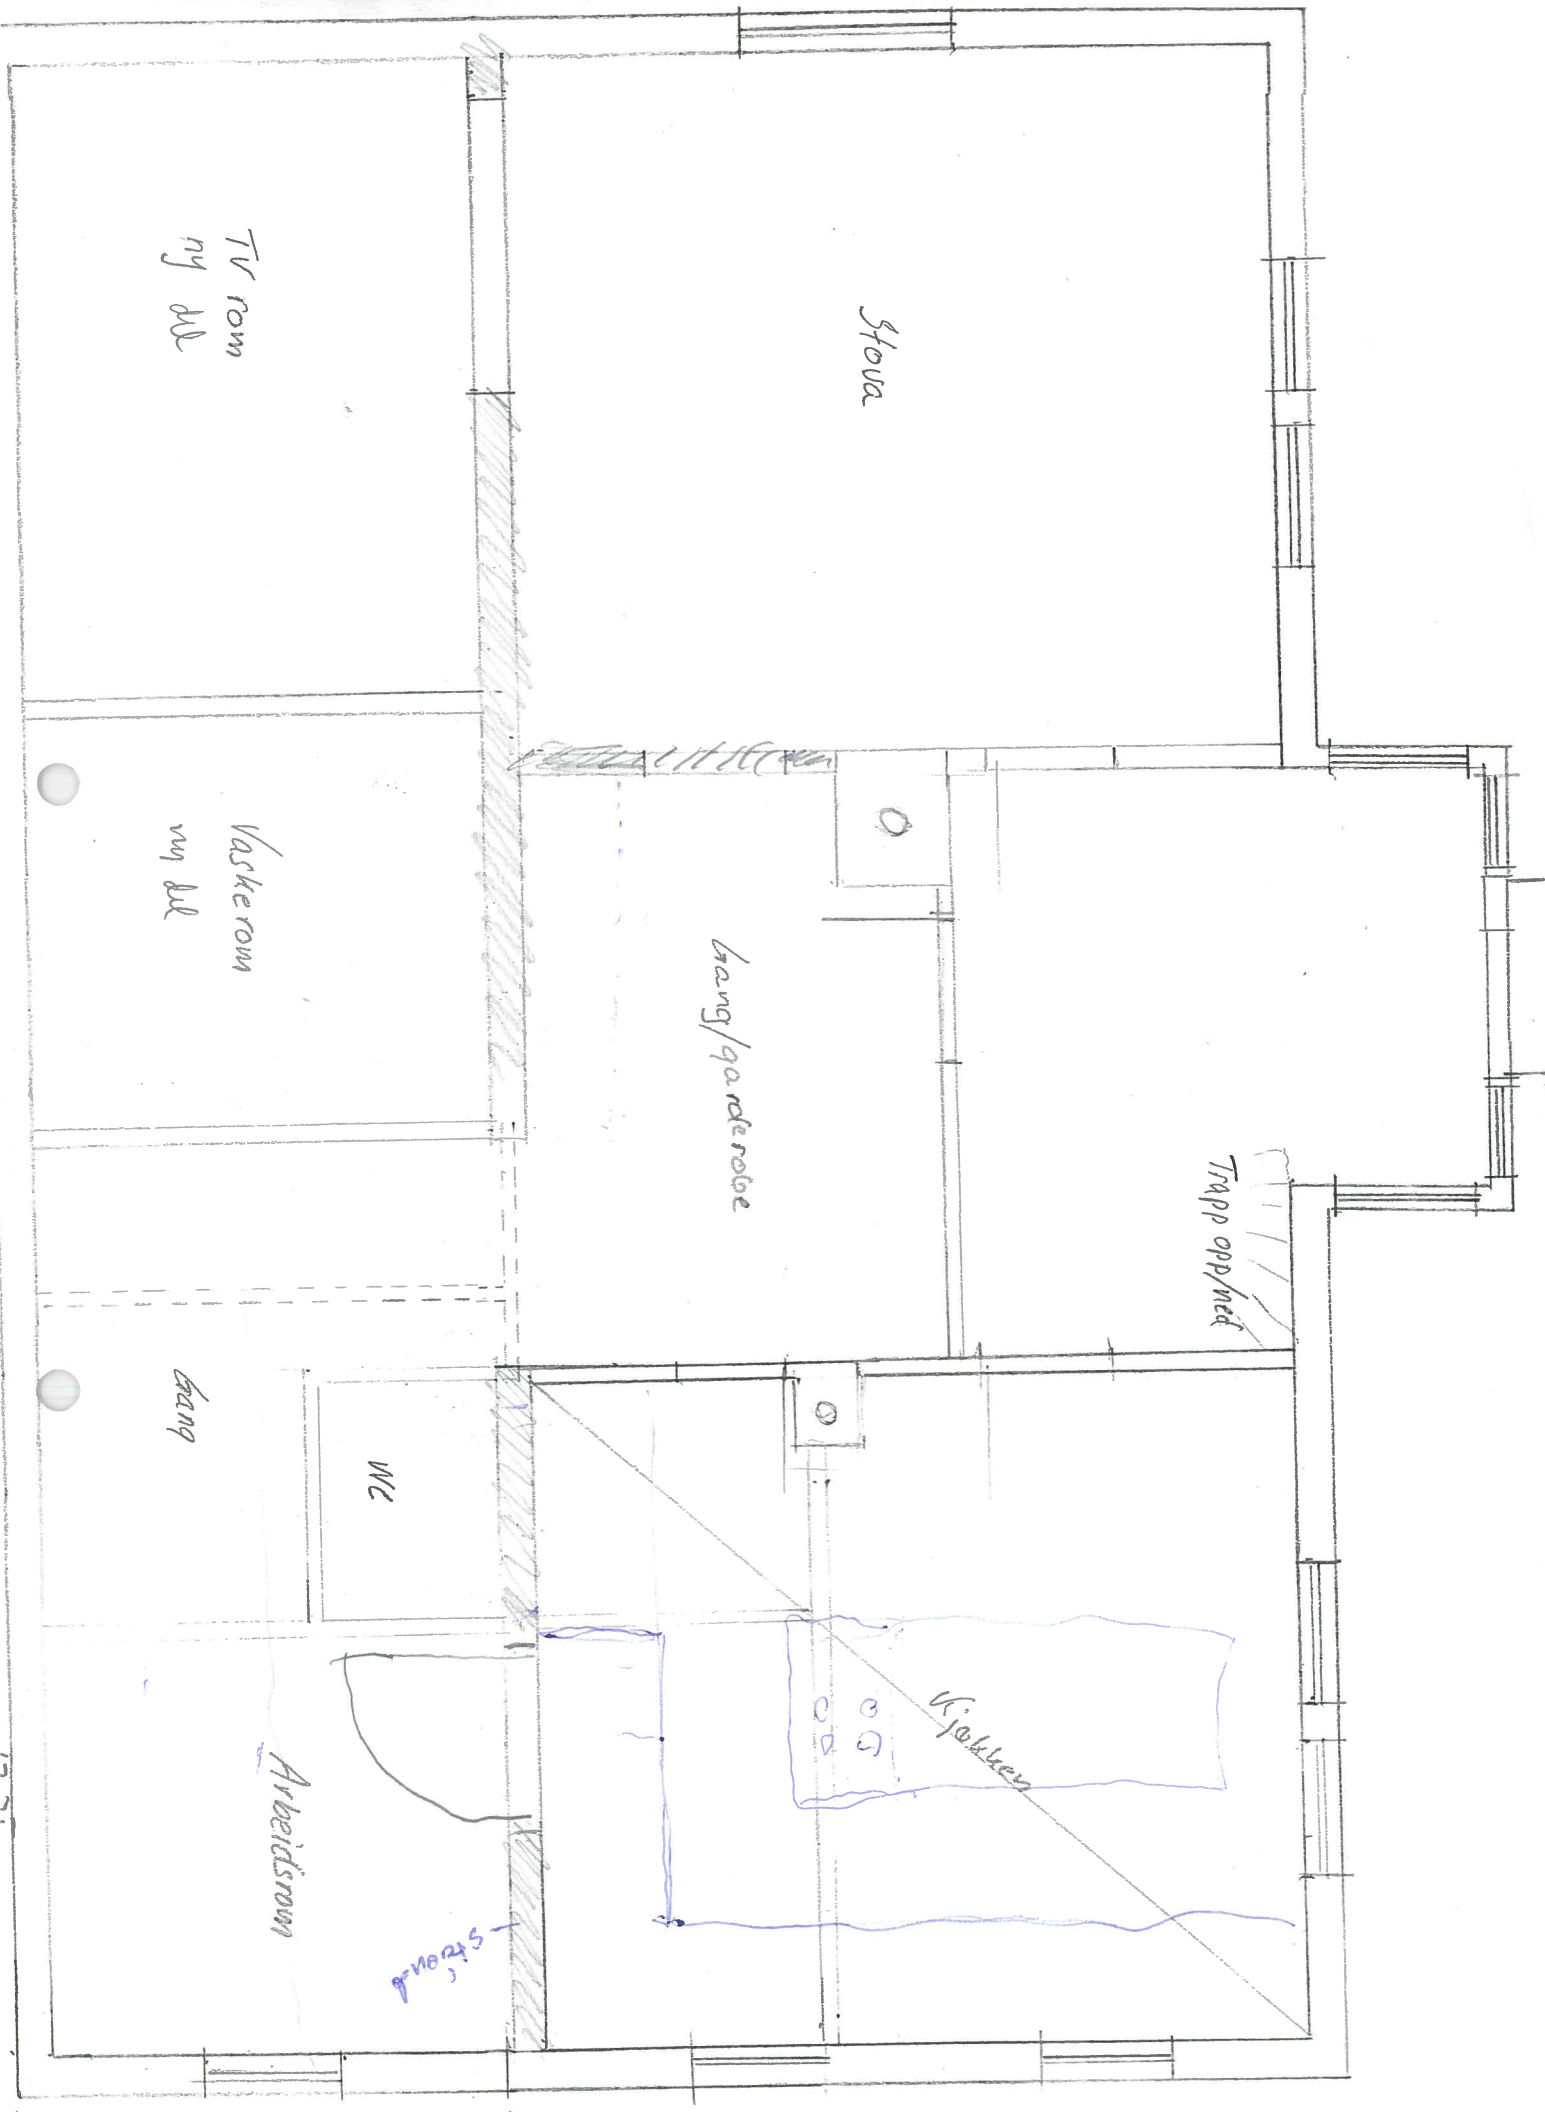 Stova
TV rom
ny del
Vaskerom
ny del
Gang/garderobe
Trapp opp/ned
Gang
WC
Kjøkken
Arbeidsrom